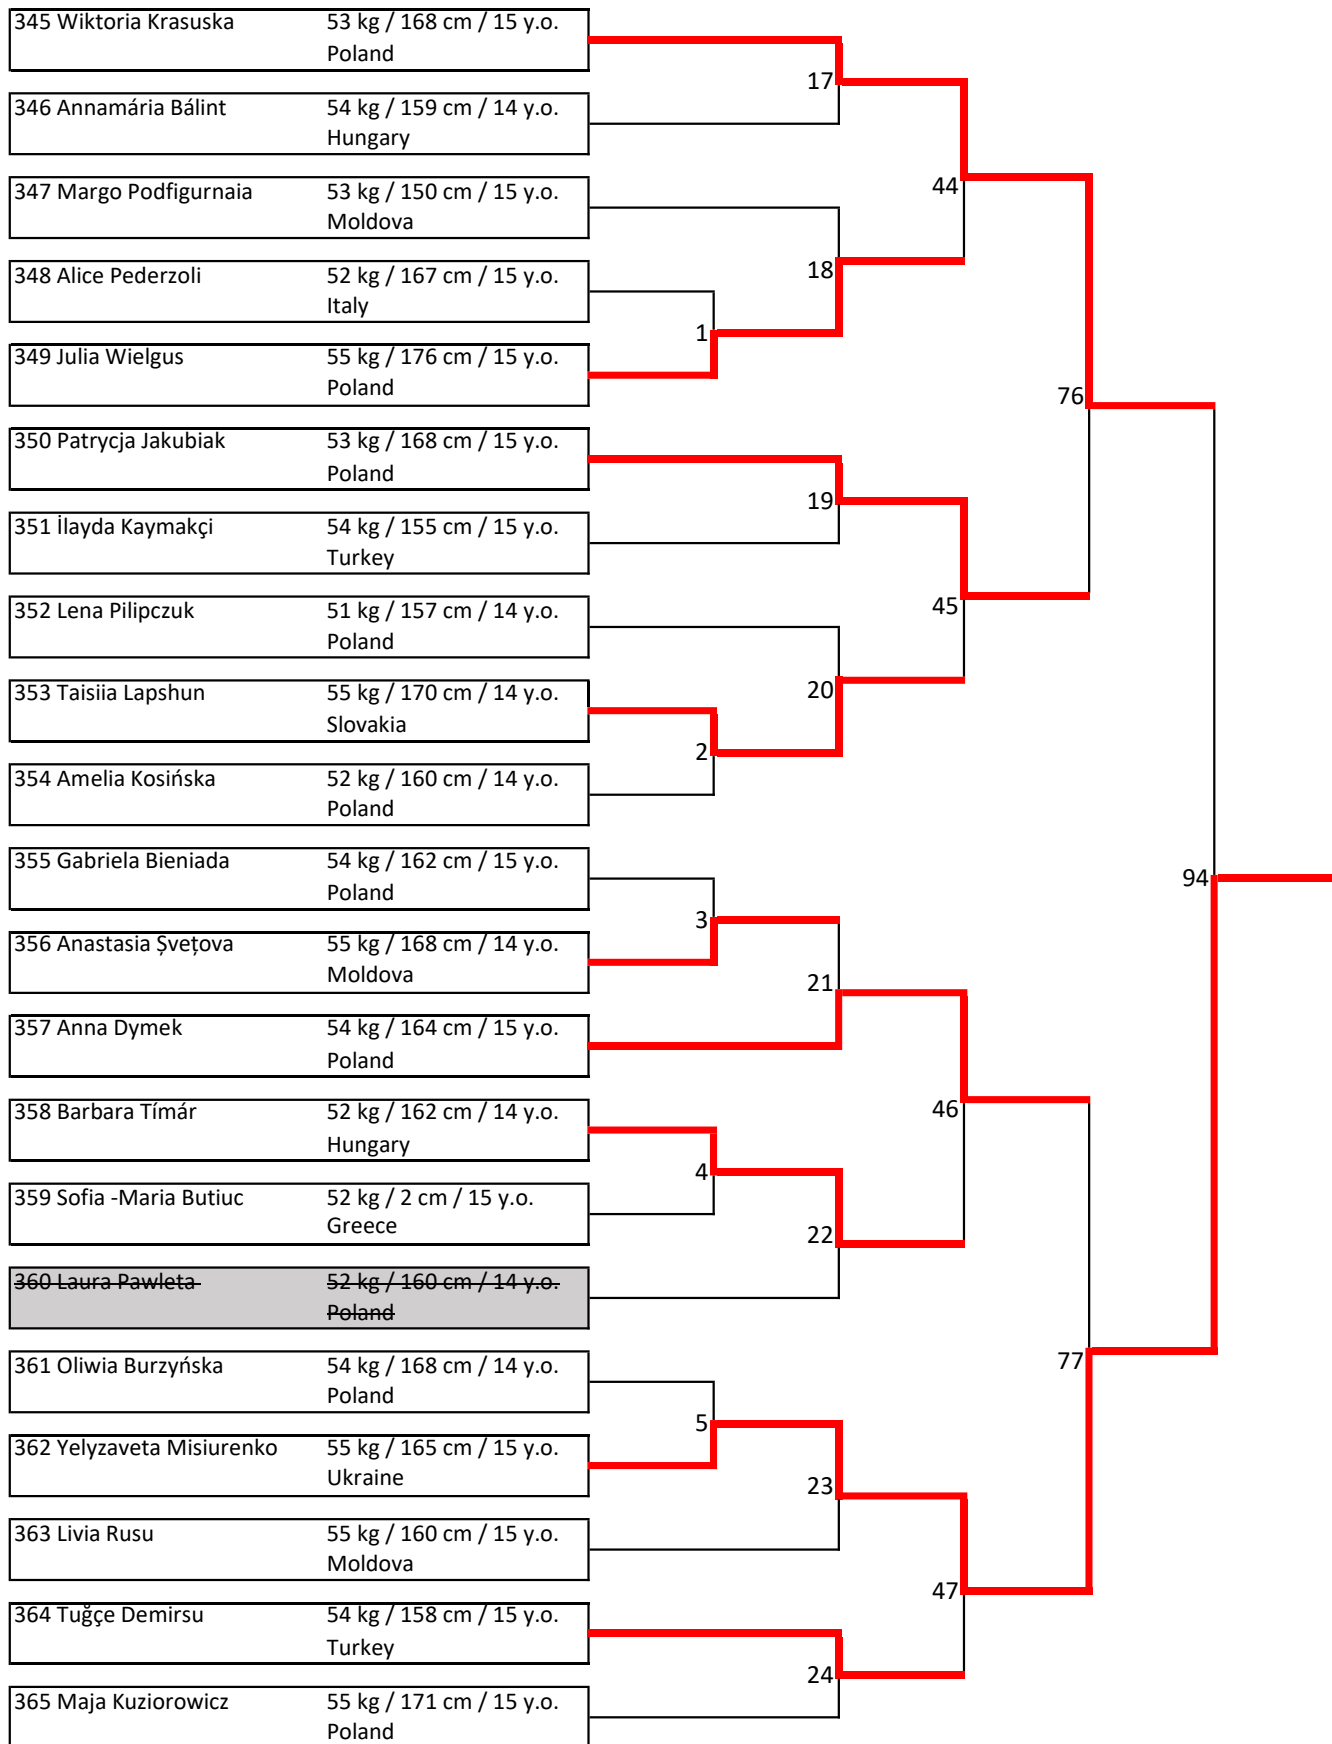 345 Wiktoria Krasuska 53 kg / 168 cm / 15 y.o.
Poland
17
346 Annamária Bálint 54 kg / 159 cm / 14 y.o.
Hungary
347 Margo Podfigurnaia 53 kg / 150 cm / 15 y.o.
Moldova
44
348 Alice Pederzoli 52 kg / 167 cm / 15 y.o.
Italy
18
1
349 Julia Wielgus 55 kg / 176 cm / 15 y.o.
Poland
76
350 Patrycja Jakubiak 53 kg / 168 cm / 15 y.o.
Poland
19
351 İlayda Kaymakçi 54 kg / 155 cm / 15 y.o.
Turkey
352 Lena Pilipczuk 51 kg / 157 cm / 14 y.o.
Poland
45
353 Taisiia Lapshun 55 kg / 170 cm / 14 y.o.
Slovakia
20
2
354 Amelia Kosińska 52 kg / 160 cm / 14 y.o.
Poland
355 Gabriela Bieniada 54 kg / 162 cm / 15 y.o.
Poland
94
3
356 Anastasia Șvețova 55 kg / 168 cm / 14 y.o.
Moldova
21
357 Anna Dymek 54 kg / 164 cm / 15 y.o.
Poland
358 Barbara Tímár 52 kg / 162 cm / 14 y.o.
Hungary
46
4
359 Sofia -Maria Butiuc 52 kg / 2 cm / 15 y.o.
Greece
22
360 Laura Pawleta 52 kg / 160 cm / 14 y.o.
Poland
361 Oliwia Burzyńska 54 kg / 168 cm / 14 y.o.
Poland
77
5
362 Yelyzaveta Misiurenko 55 kg / 165 cm / 15 y.o.
Ukraine
23
363 Livia Rusu 55 kg / 160 cm / 15 y.o.
Moldova
47
364 Tuğçe Demirsu 54 kg / 158 cm / 15 y.o.
Turkey
24
365 Maja Kuziorowicz 55 kg / 171 cm / 15 y.o.
Poland